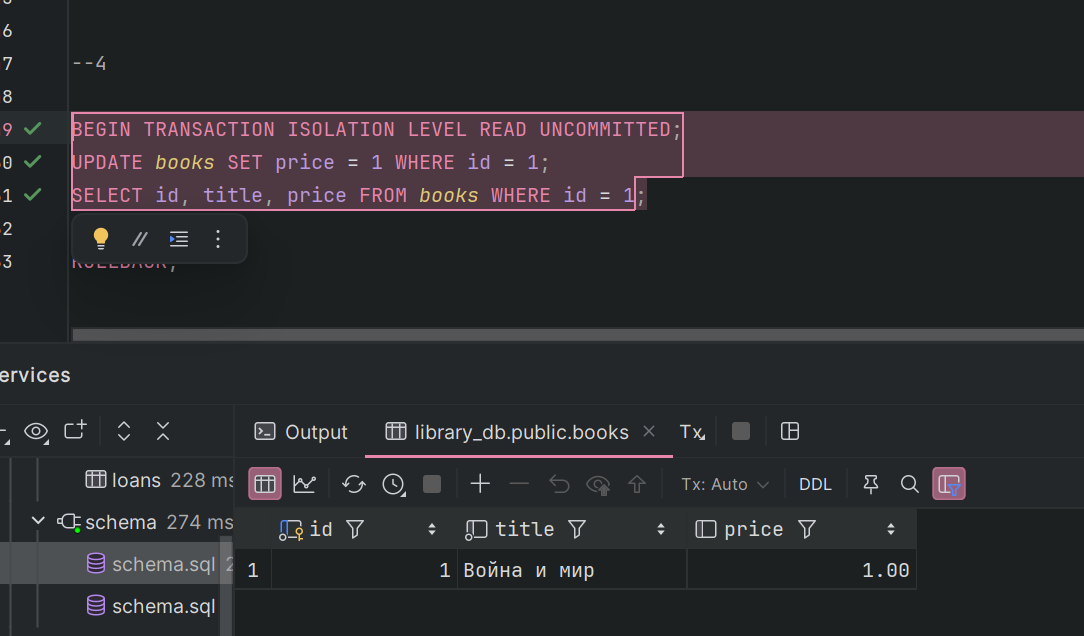 6
7 --4
8
9 BEGIN TRANSACTION ISOLATION LEVEL READ UNCOMMITTED;
0 UPDATE books SET price = 1 WHERE id = 1;
1 SELECT id, title, price FROM books WHERE id = 1;
2
3 ROLLBACK;
ervices
Output library_db.public.books Tx
loans 228 ms
Tx: Auto DDL
schema 274 ms
id title price
schema.sql 2
1 1 Война и мир 1.00
schema.sql